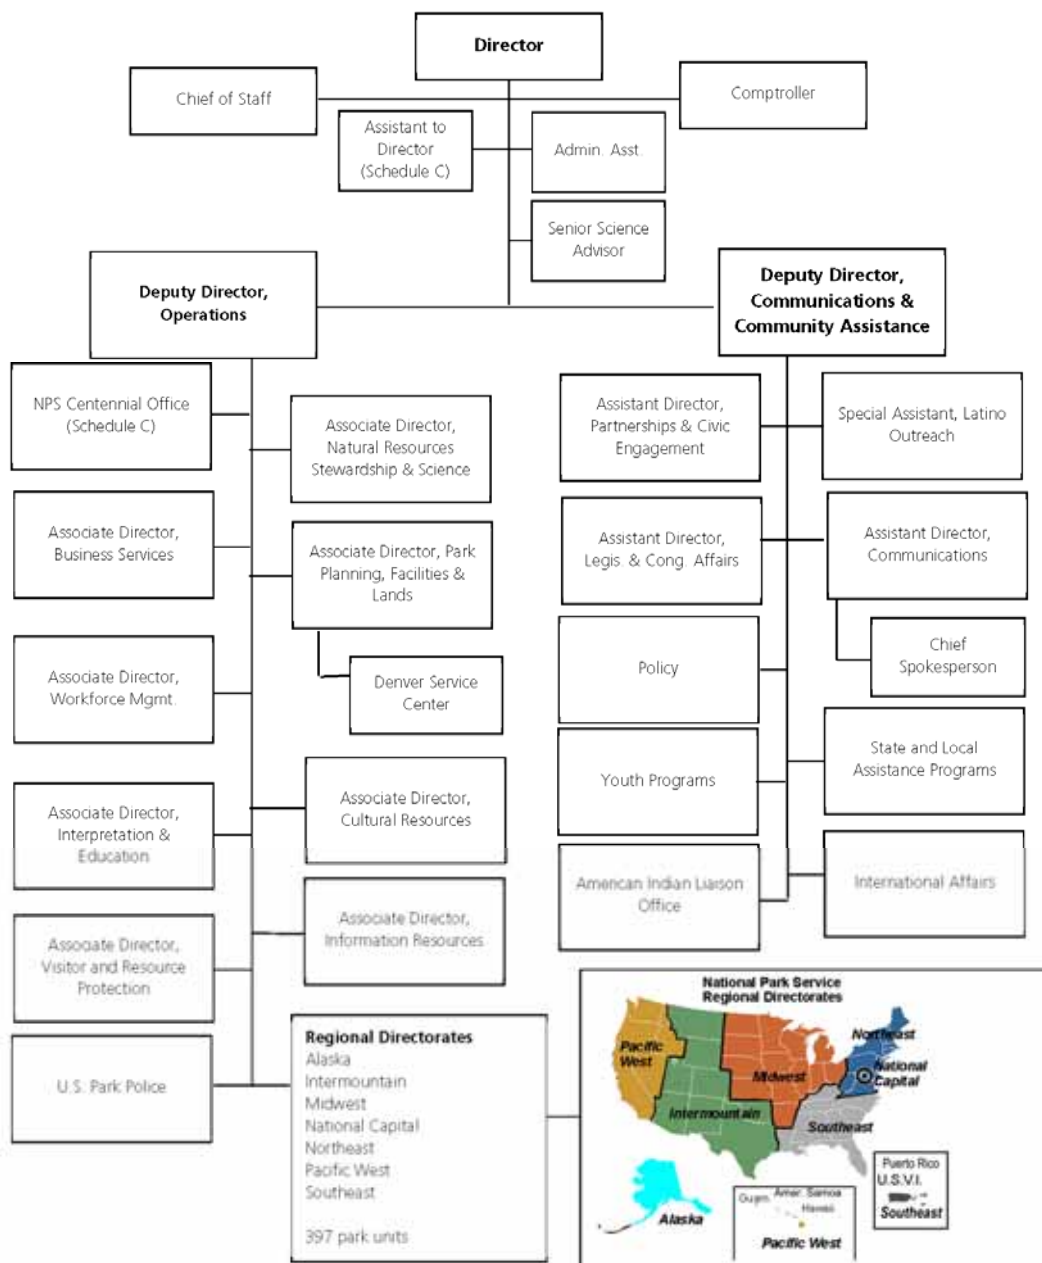 Director
Chief of Staff
Comptroller
Assistant to
Director
(Schedule C)
Admin. Asst.
Senior Science
Advisor
Deputy Director,
Operations
Deputy Director,
Communications &
Community Assistance
NPS Centennial Office
(Schedule C)
Associate Director,
Natural Resources
Stewardship & Science
Associate Director,
Business Services
Associate Director, Park
Planning, Facilities &
Lands
Associate Director,
Workforce Mgmt.
Denver Service
Center
Associate Director,
Interpretation &
Education
Associate Director,
Cultural Resources
Associate Director,
Visitor and Resource
Protection
Associate Director,
Information Resources
U.S. Park Police
Regional Directorates
Alaska
Intermountain
Midwest
National Capital
Northeast
Pacific West
Southeast
397 park units
Assistant Director,
Partnerships & Civic
Engagement
Special Assistant, Latino
Outreach
Assistant Director,
Legis. & Cong. Affairs
Assistant Director,
Communications
Chief
Spokesperson
Policy
State and Local
Assistance Programs
Youth Programs
American Indian Liaison
Office
International Affairs
National Park Service
Regional Directorates
Pacific
West
Midwest
Northeast
National
Capital
Intermountain
Southeast
Alaska
Guam
Amer. Samoa
Hawaii
Pacific West
Puerto Rico
U.S.V.I.
Southeast